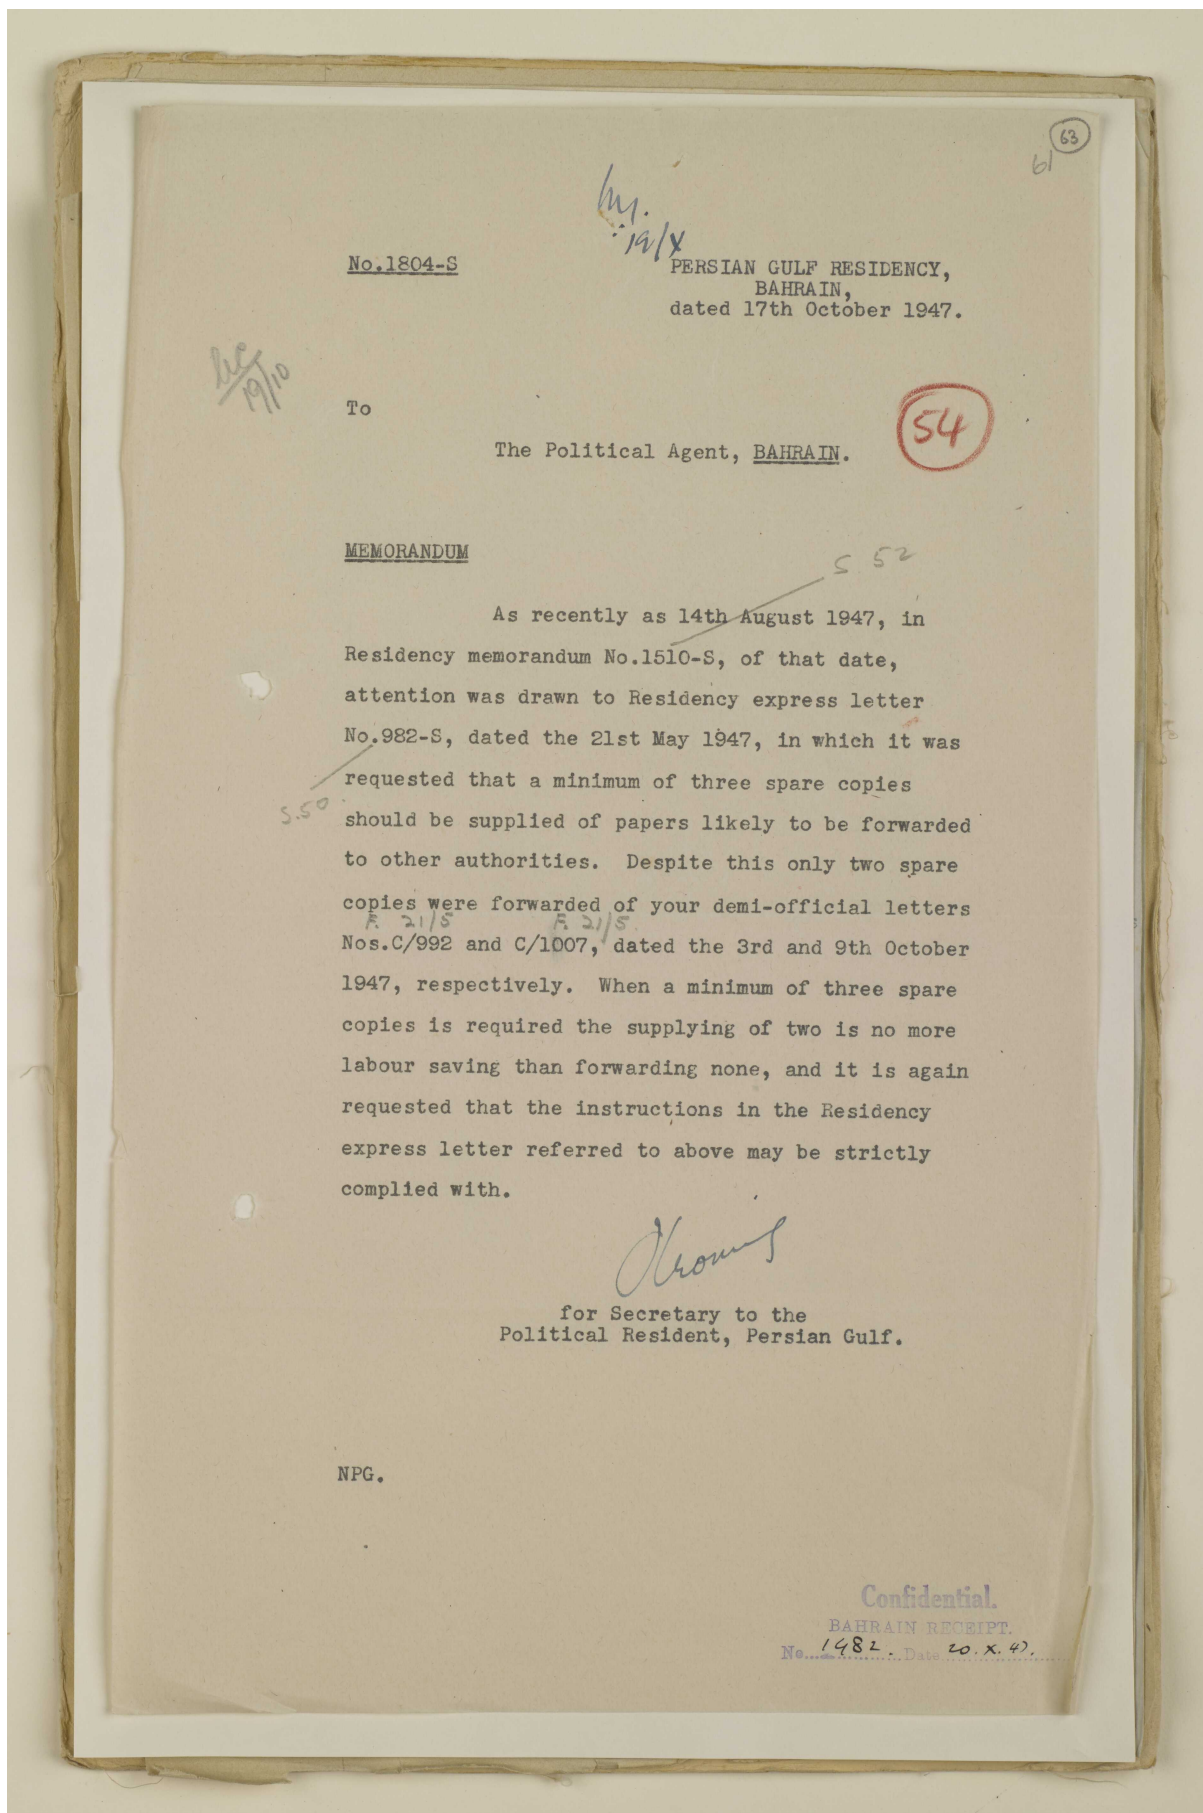 63
61
19/X
No.1804-S
PERSIAN GULF RESIDENCY,
BAHRAIN,
dated 17th October 1947.
19/10
To
54
The Political Agent, BAHRAIN.
MEMORANDUM
S 52
As recently as 14th August 1947, in
Residency memorandum No.1510-S, of that date,
attention was drawn to Residency express letter
No.982-S, dated the 21st May 1947, in which it was
requested that a minimum of three spare copies
S.50
should be supplied of papers likely to be forwarded
to other authorities. Despite this only two spare
copies were forwarded of your demi-official letters
F. 21/5 F. 21/5
Nos.C/992 and C/1007, dated the 3rd and 9th October
1947, respectively. When a minimum of three spare
copies is required the supplying of two is no more
labour saving than forwarding none, and it is again
requested that the instructions in the Residency
express letter referred to above may be strictly
complied with.
for Secretary to the
Political Resident, Persian Gulf.
NPG.
Confidential.
BAHRAIN RECEIPT.
No. 1482. Date 20.X.47.